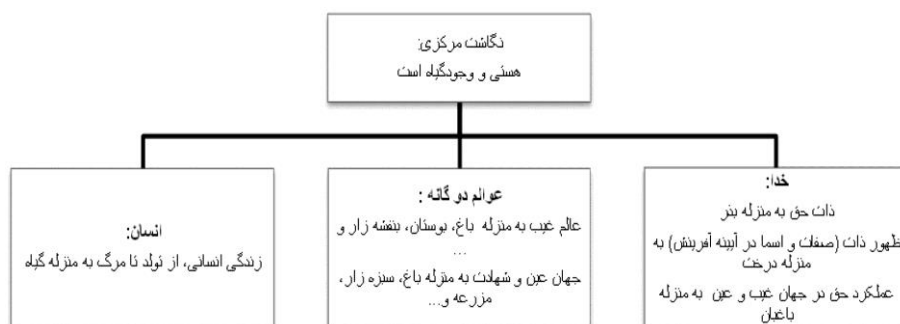 نگاشت مرکزی:
هستی و وجودگیاه است
خدا:
ذات حق به منزله بذر
ظهور ذات (صفات و اسما در آیینه آفرینش) به
منزله درخت
عملکرد حق در جهان غیب و عین به منزله
باغبان
عوالم دو گانه :
عالم غیب به منزله باغ، بوستان، بنفشه زار و
...
جهان عین و شهادت به منزله باغ، سبزه زار،
مزرعه و...
انسان:
زندگی انسانی، از تولد تا مرگ به منزله گیاه